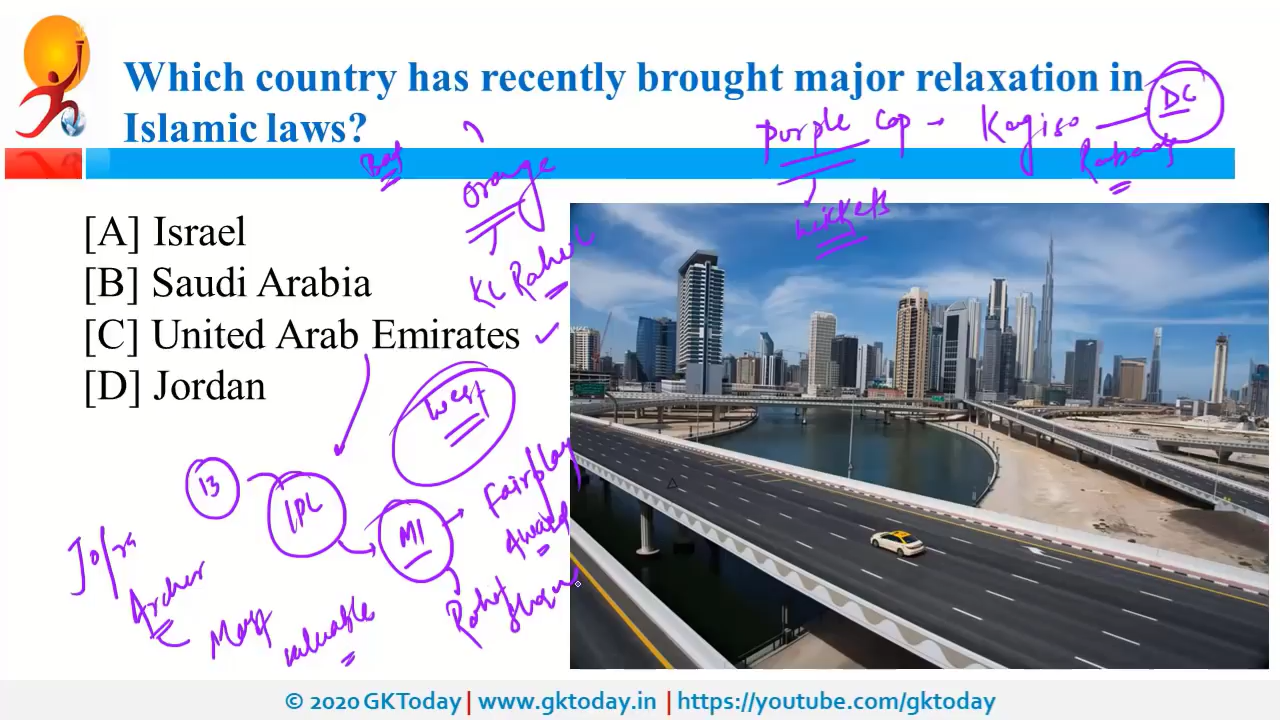 Which country has recently brought major relaxation in
Islamic laws?
DC
Purple Cap - Kagiso
Rabada
Bat
Orange
wickets
KL Rahul
[A] Israel
[B] Saudi Arabia
[C] United Arab Emirates
[D] Jordan
13
IPL
MI
Fairplay
Award
Rohit
Jofra
Archer
Most
valuable
© 2020 GKToday | www.gktoday.in | https://youtube.com/gktoday